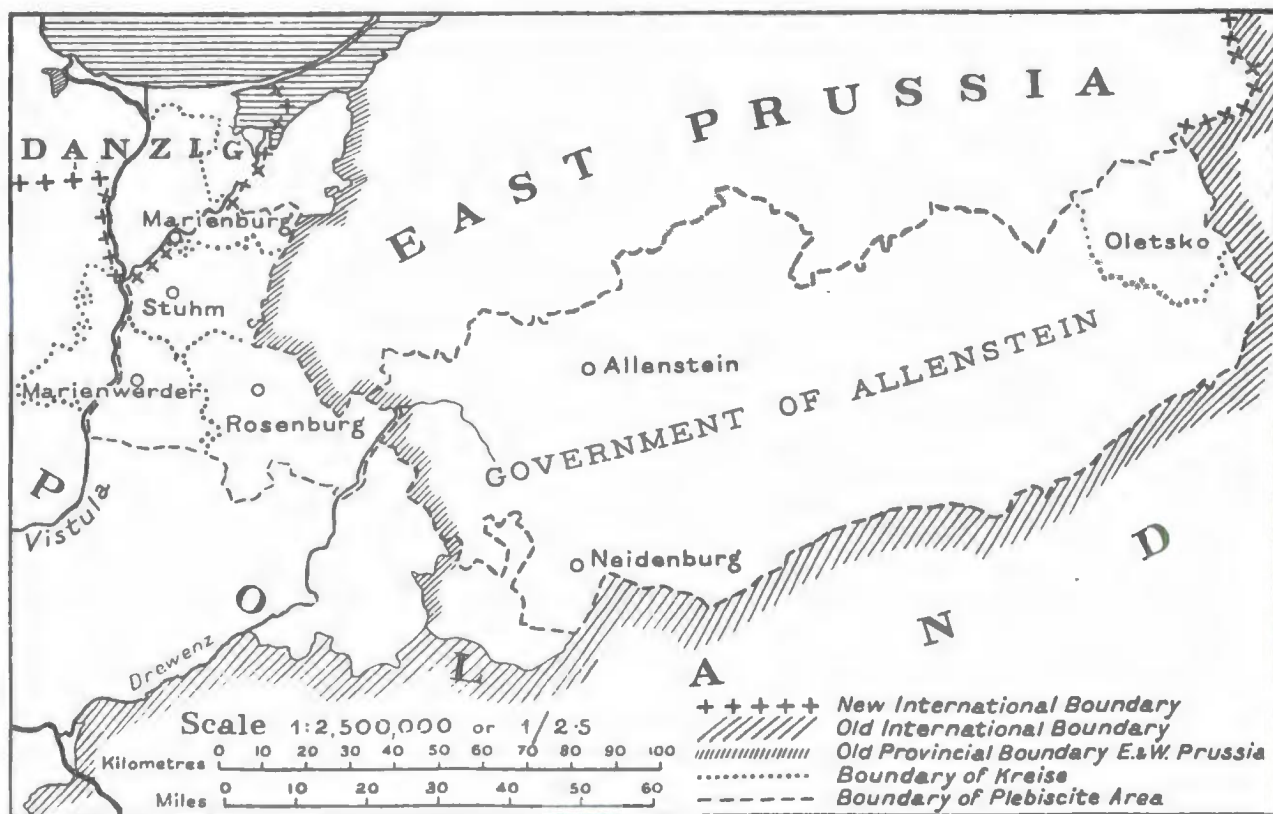 EAST PRUSSIA
DANZIG
Marienburg
Oletsko
Stuhm
Allenstein
Marienwerder
Rosenburg
GOVERNMENT OF ALLENSTEIN
POLAND
Vistula
Neidenburg
Drewenz
Scale 1:2,500,000 or 1/2·5
Kilometres 0 10 20 30 40 50 60 70 80 90 100
Miles 0 10 20 30 40 50 60
New International Boundary
Old International Boundary
Old Provincial Boundary E.&W. Prussia
Boundary of Kreise
Boundary of Plebiscite Area